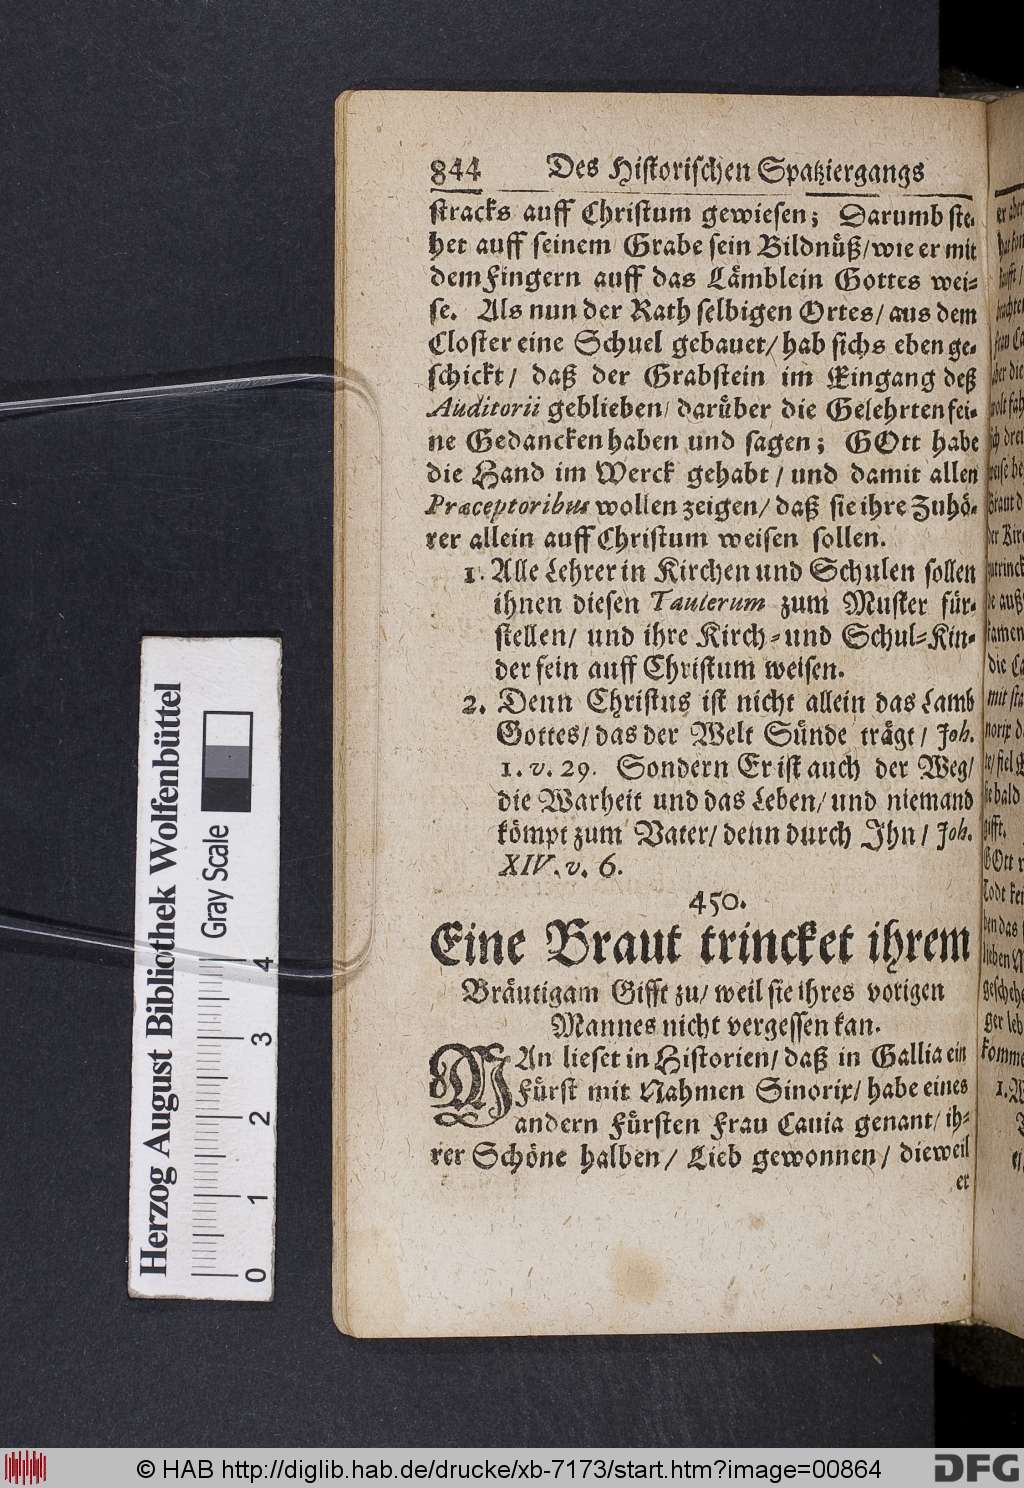 844 Des Historischen Spatziergangs
stracks auff Christum gewiesen; Darumb ste-
het auff seinem Grabe sein Bildnüß/wie er mit
dem Fingern auff das Lämblein Gottes wei-
se. Als nun der Rath selbigen Ortes/ aus dem
Closter eine Schuel gebauet/ hab sichs eben ge-
schickt/ daß der Grabstein im Eingang deß
Auditorii geblieben/ darüber die Gelehrten sei-
ne Gedancken haben und sagen; GOtt habe
die Hand im Werck gehabt/ und damit allen
Præceptoribus wollen zeigen/ daß sie ihre Zuhö-
rer allein auff Christum weisen sollen.
1. Alle Lehrer in Kirchen und Schulen sollen
ihnen diesen Taulerum zum Muster für-
stellen/ und ihre Kirch- und Schul-Kin-
der fein auff Christum weisen.
2. Denn Christus ist nicht allein das Lamb
Gottes/ das der Welt Sünde trägt/ Joh.
1. v. 29. Sondern Er ist auch der Weg/
die Warheit und das Leben/ und niemand
kömpt zum Vater/ denn durch Ihn/ Joh.
XIV. v. 6.
450.
Eine Braut trincket ihrem
Bräutigam Gifft zu/ weil sie ihres vorigen
Mannes nicht vergessen kan.
MAn lieset in Historien/ daß in Gallia ein
Fürst mit Nahmen Sinorix/ habe eines
andern Fürsten Frau Cauia genant/ ih-
rer Schöne halben/ Lieb gewonnen/ dieweil
er
Herzog August Bibliothek Wolfenbüttel
Gray Scale
0 1 2 3 4
© HAB http://diglib.hab.de/drucke/xb-7173/start.htm?image=00864
DFG